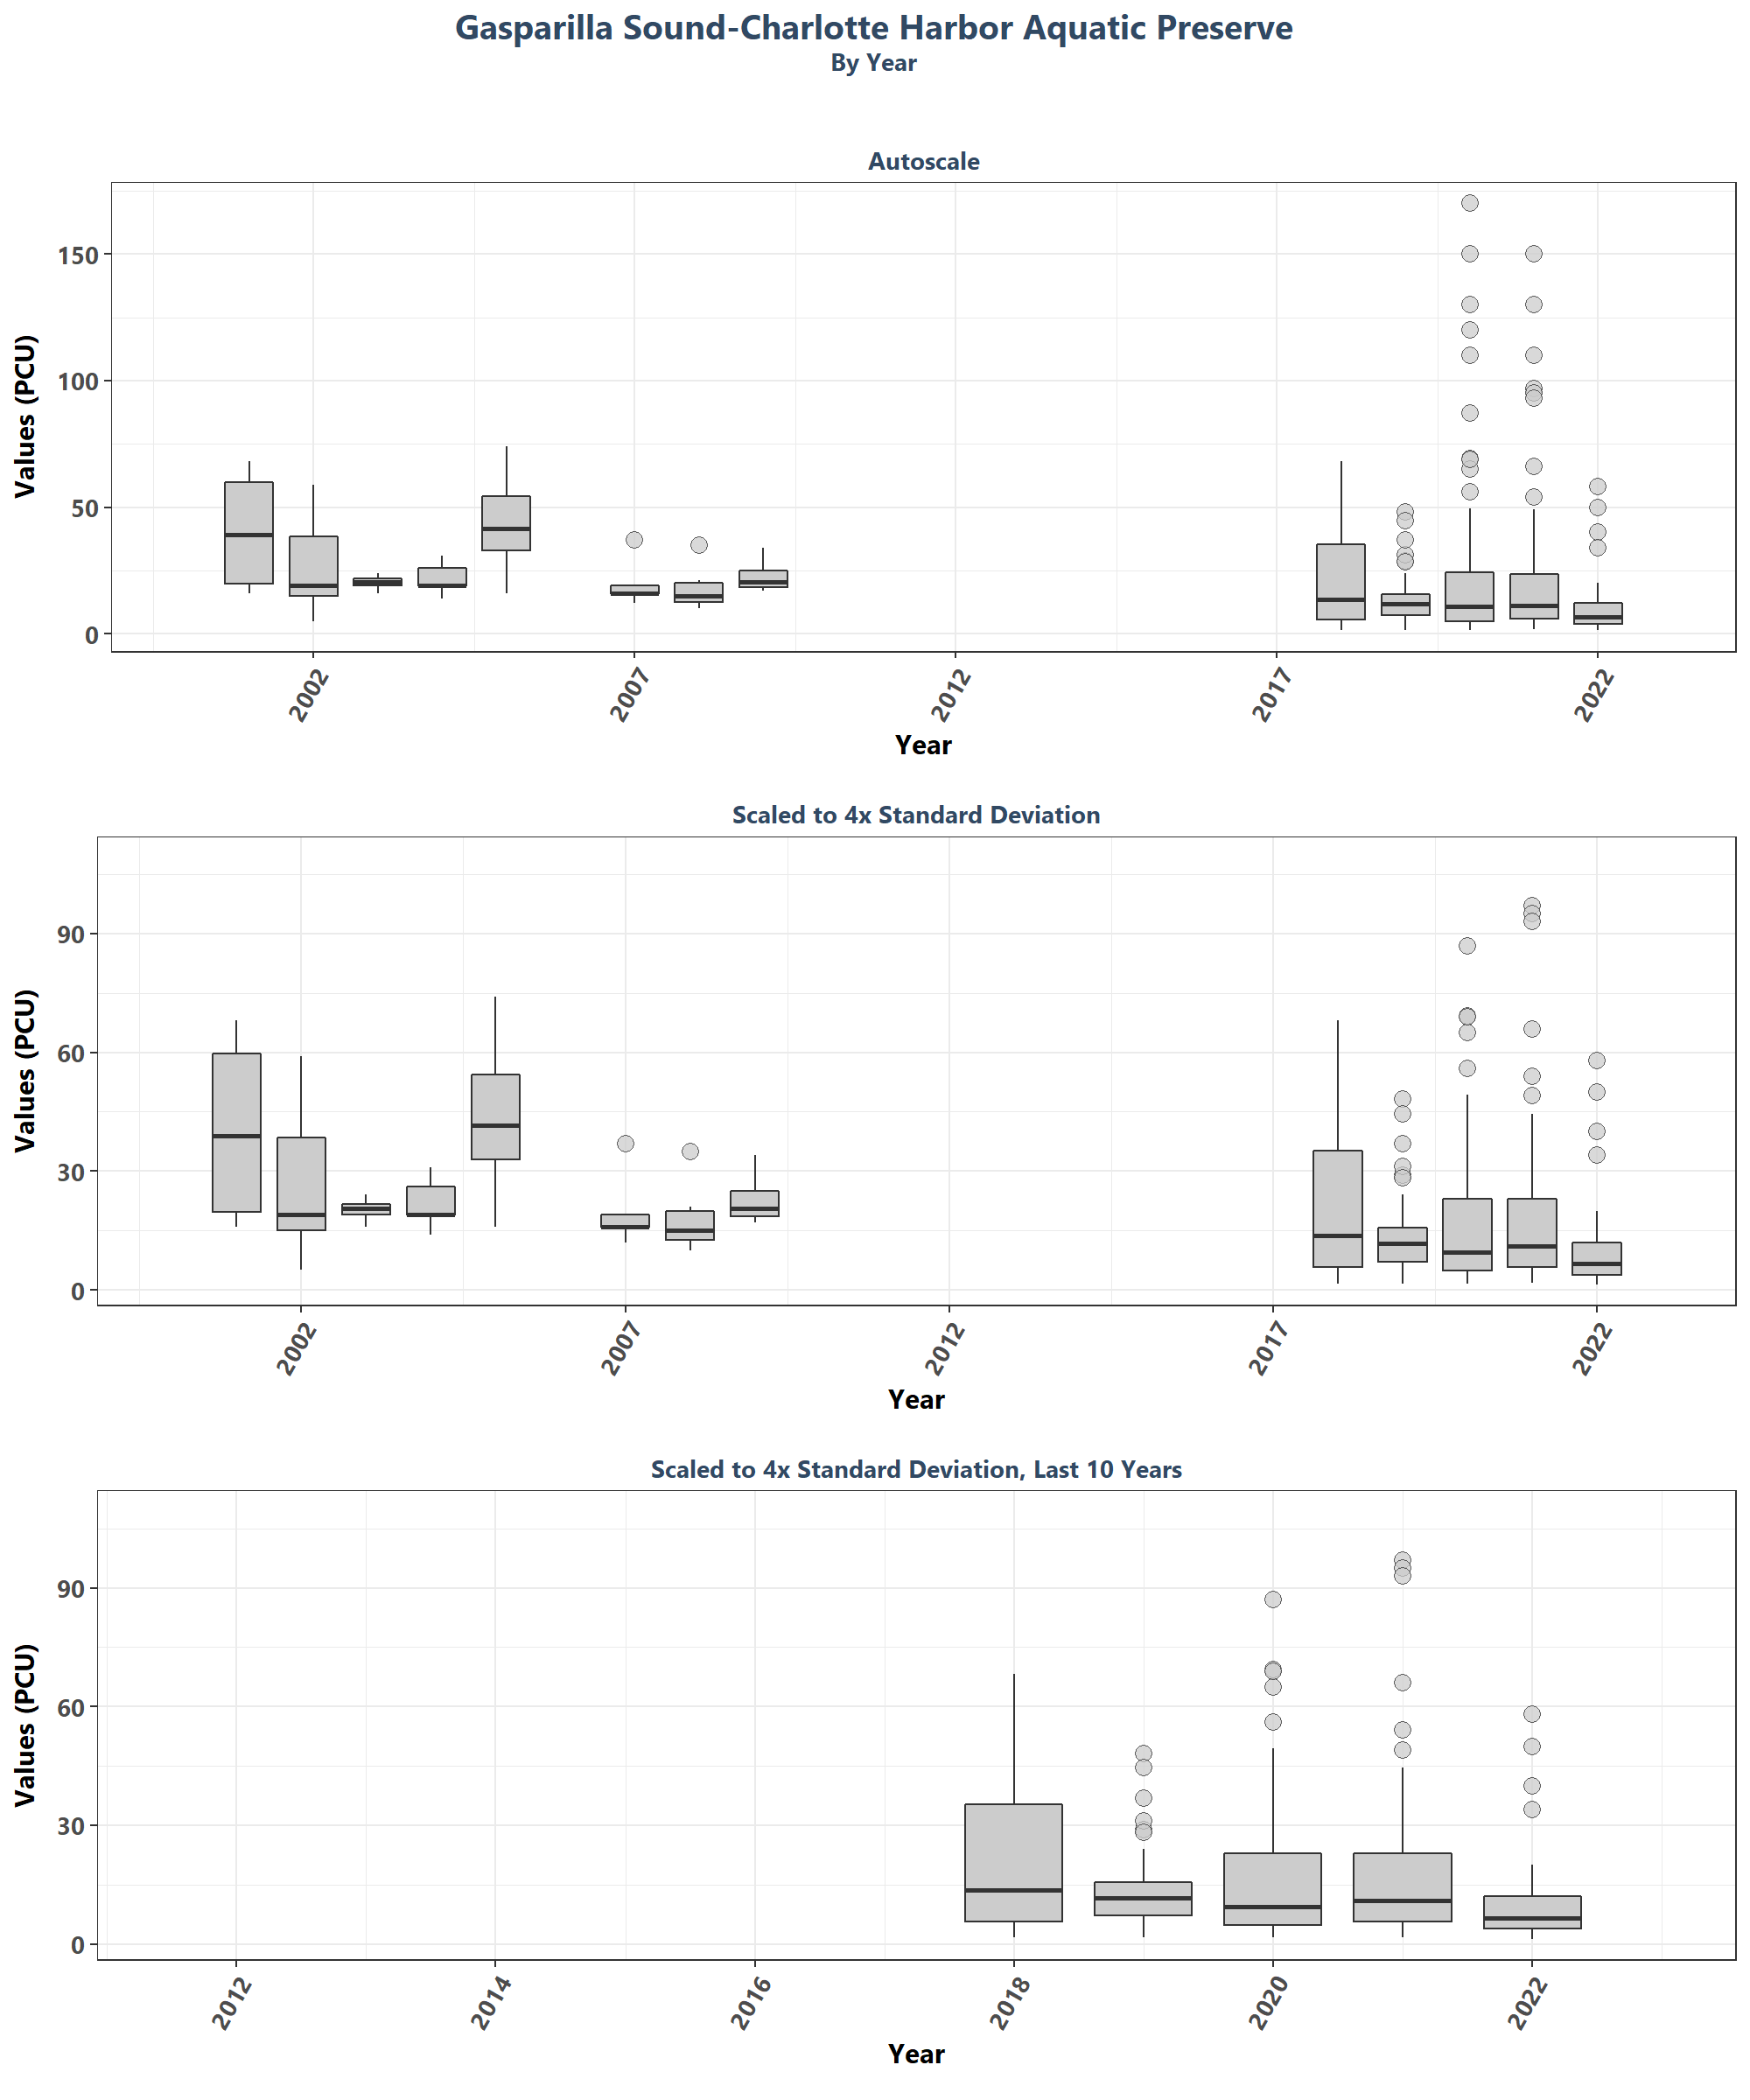 Gasparilla Sound-Charlotte Harbor Aquatic Preserve
By Year
Autoscale
Values (PCU)
150
100
50
0
2002
2007
2012
2017
2022
Year
Scaled to 4x Standard Deviation
Values (PCU)
90
60
30
0
2002
2007
2012
2017
2022
Year
Scaled to 4x Standard Deviation, Last 10 Years
Values (PCU)
90
60
30
0
2012
2014
2016
2018
2020
2022
Year